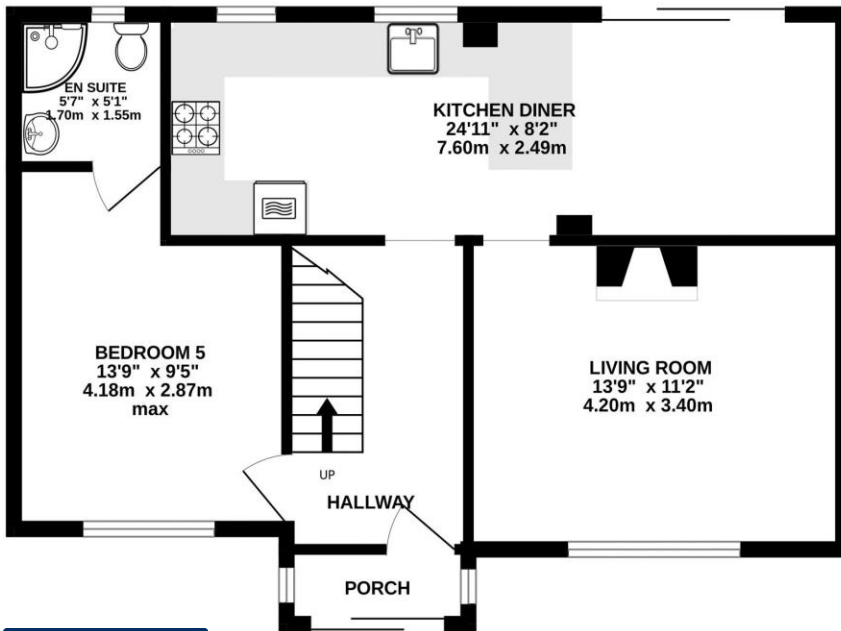 EN SUITE
5'7" x 5'1"
1.70m x 1.55m
KITCHEN DINER
24'11" x 8'2"
7.60m x 2.49m
BEDROOM 5
13'9" x 9'5"
4.18m x 2.87m
max
LIVING ROOM
13'9" x 11'2"
4.20m x 3.40m
UP
HALLWAY
PORCH